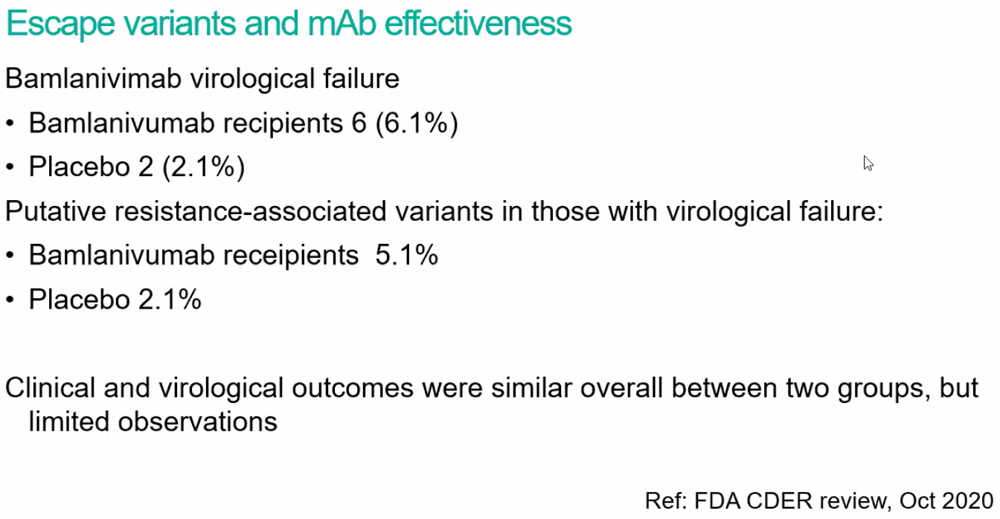 Escape variants and mAb effectiveness
Bamlanivimab virological failure
• Bamlanivumab recipients 6 (6.1%)
• Placebo 2 (2.1%)
Putative resistance-associated variants in those with virological failure:
• Bamlanivumab receipients 5.1%
• Placebo 2.1%
Clinical and virological outcomes were similar overall between two groups, but
limited observations
Ref: FDA CDER review, Oct 2020